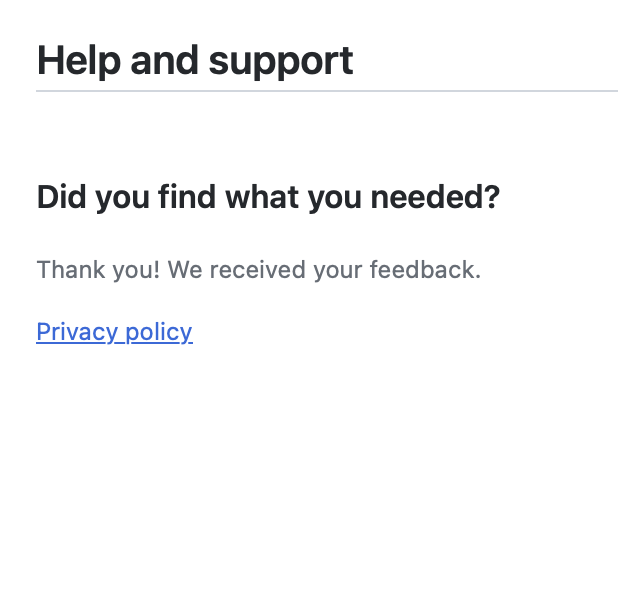 Help and support
Did you find what you needed?
Thank you! We received your feedback.
Privacy policy